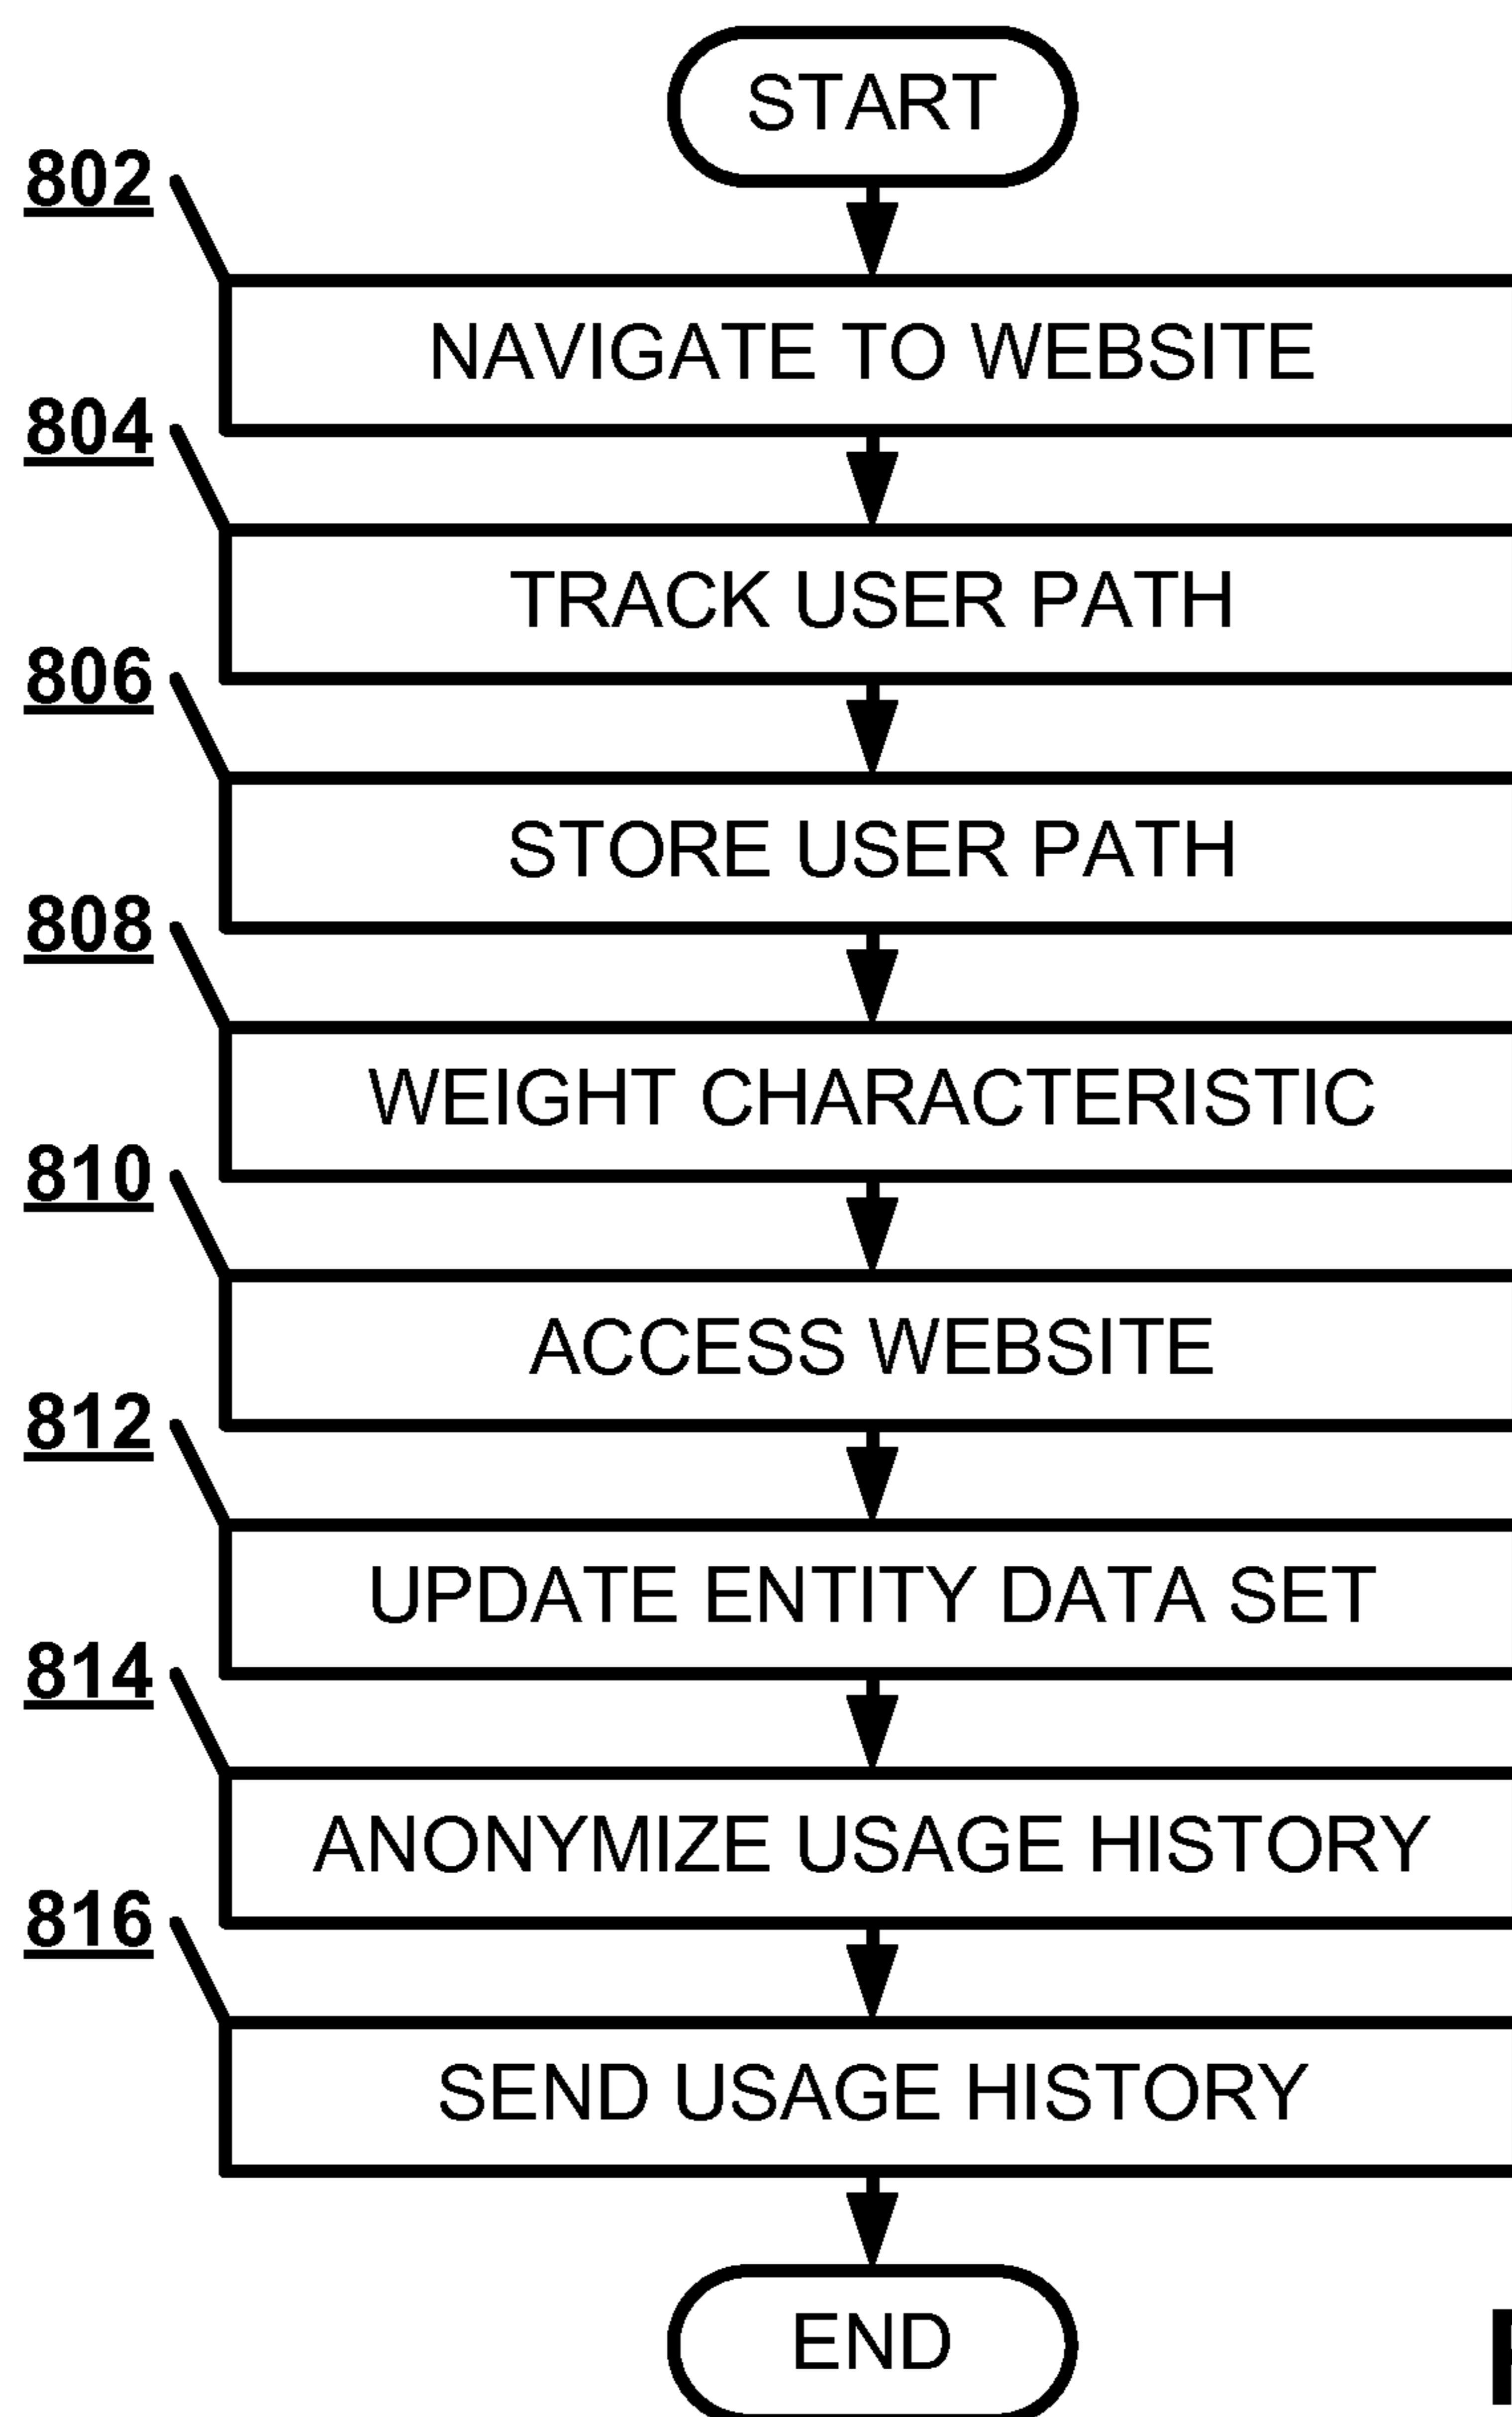 START
802
NAVIGATE TO WEBSITE
804
TRACK USER PATH
806
STORE USER PATH
808
WEIGHT CHARACTERISTIC
810
ACCESS WEBSITE
812
UPDATE ENTITY DATA SET
814
ANONYMIZE USAGE HISTORY
816
SEND USAGE HISTORY
END